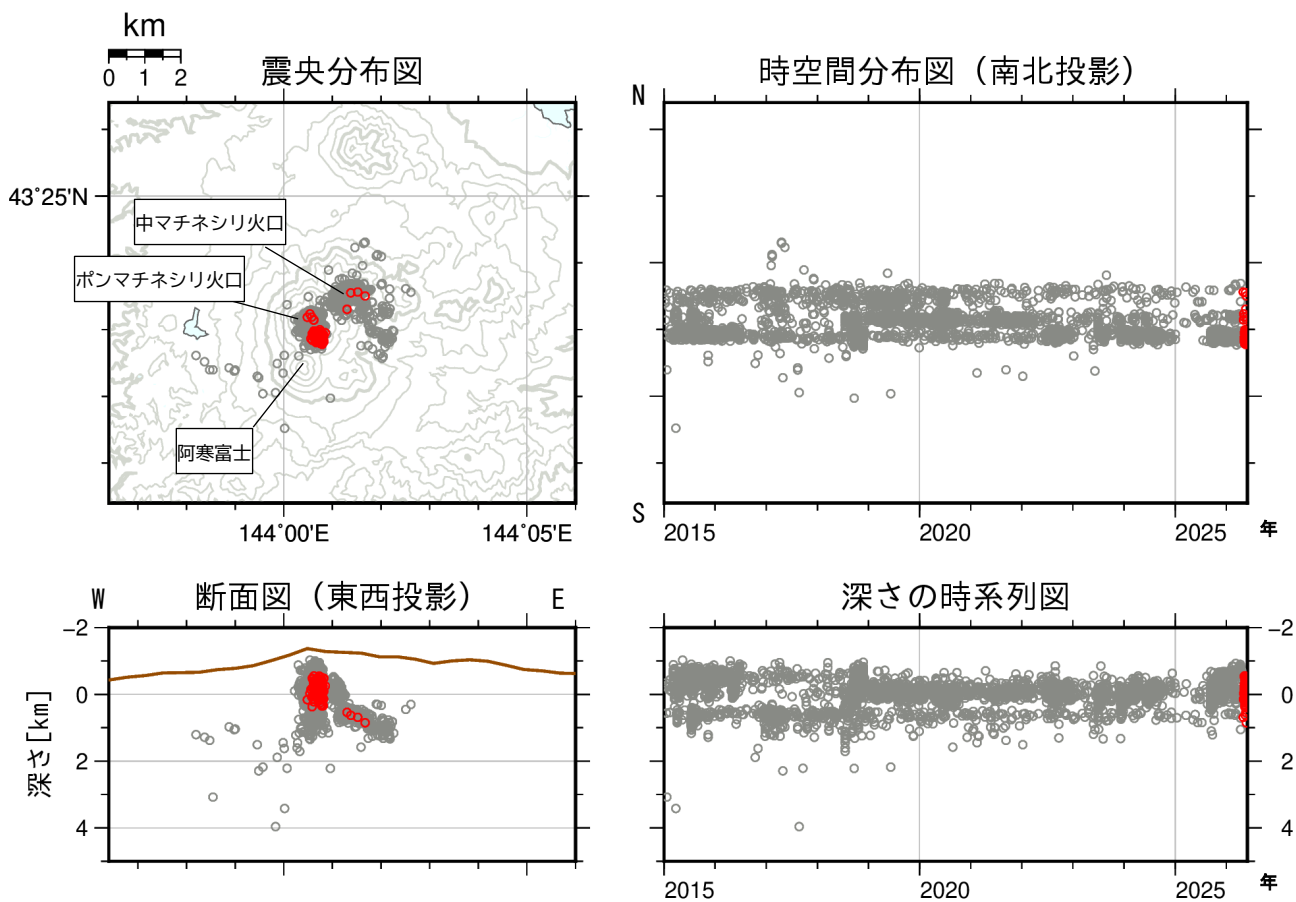 km
0 1 2
震央分布図
43°25'N
中マチネシリ火口
ポンマチネシリ火口
阿寒富士
144°00'E 144°05'E
時空間分布図（南北投影）
N
S
2015 2020 2025 年
断面図（東西投影）
W E
-2
0
2
4
深さ[km]
深さの時系列図
-2
0
2
4
2015 2020 2025 年